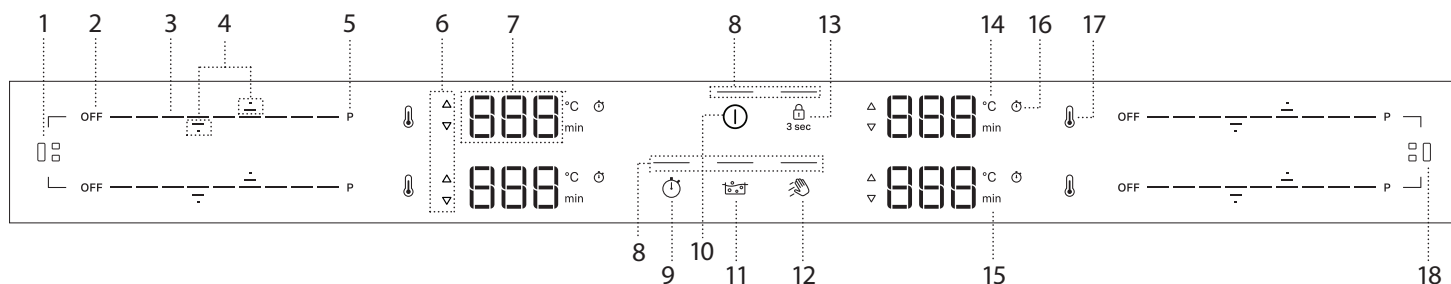 1 2 3 4 5 6 7 8 13 14 16 17
OFF P 888 °C 888 °C OFF P
min 3 sec min
OFF P 888 °C 888 °C OFF P
min min
8 9 10 11 12 15 18